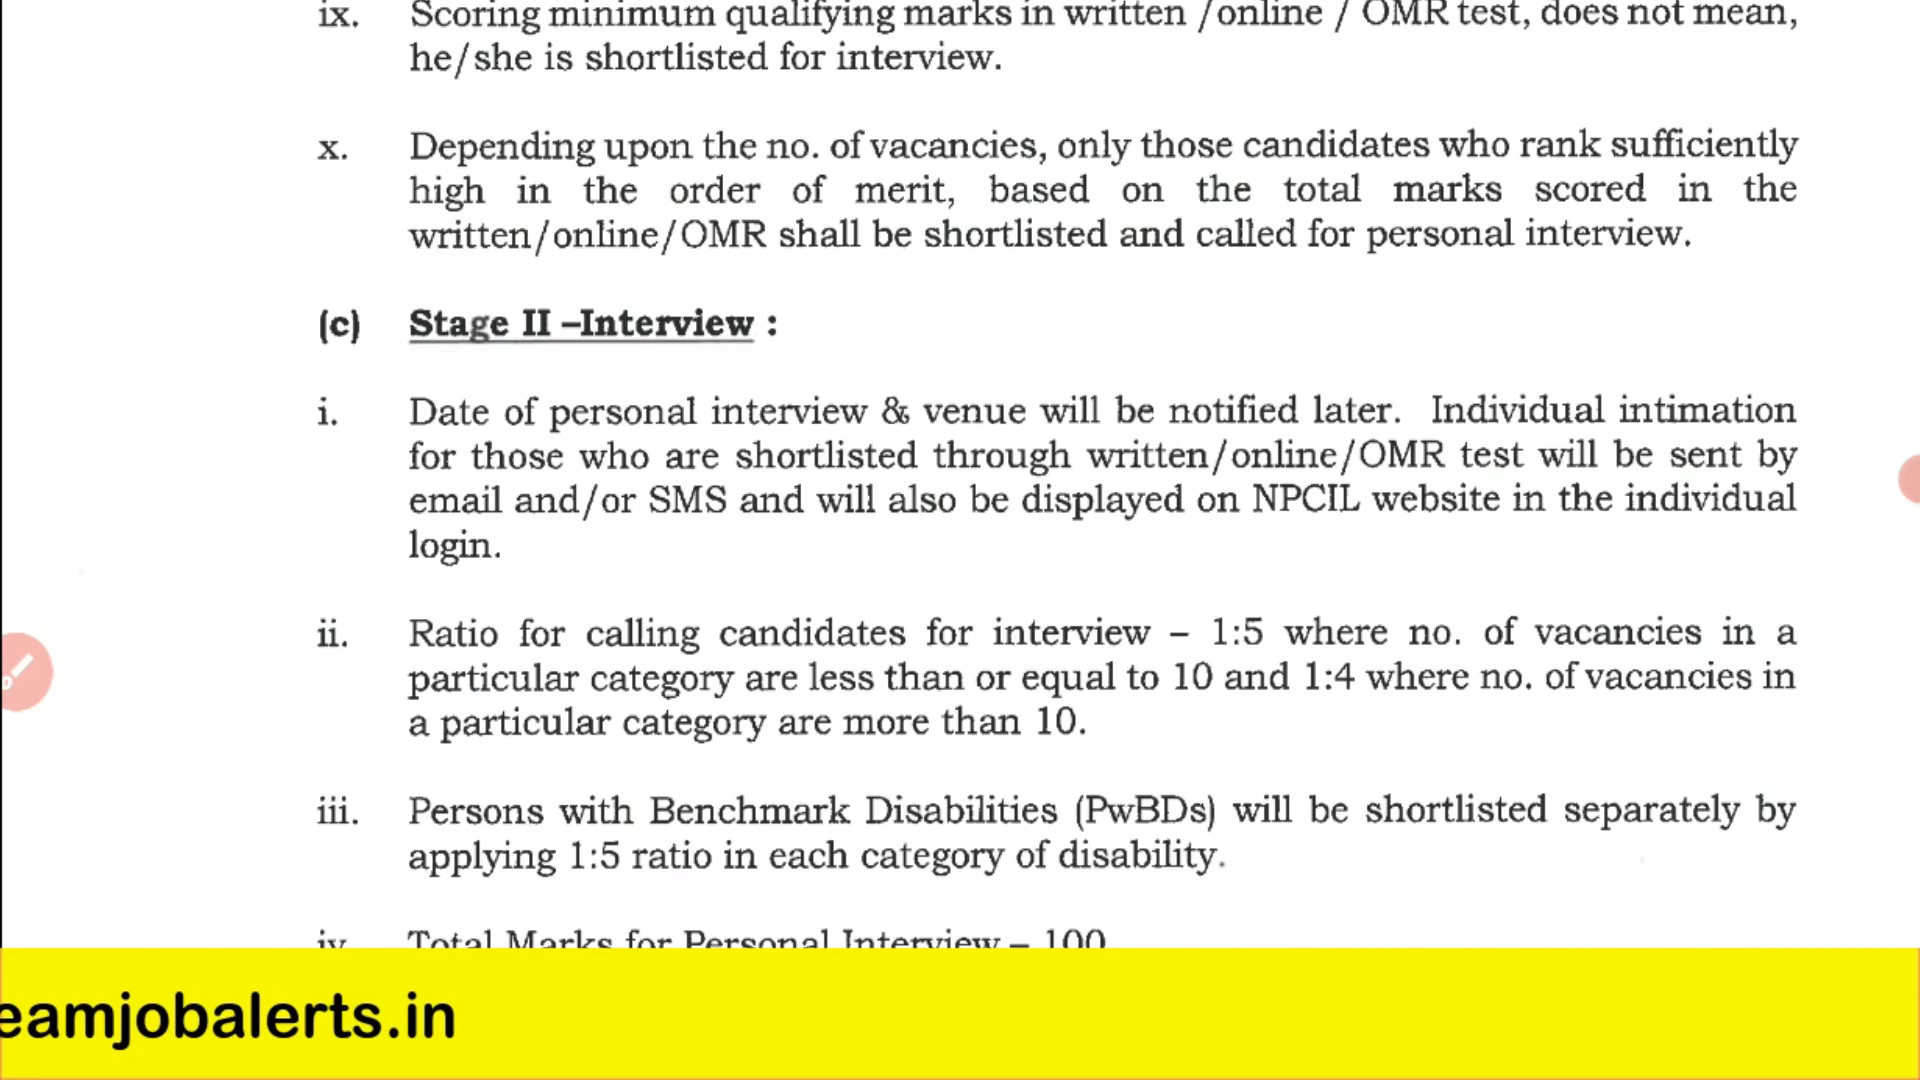 ix. Scoring minimum qualifying marks in written /online / OMR test, does not mean,
he/she is shortlisted for interview.
x. Depending upon the no. of vacancies, only those candidates who rank sufficiently
high in the order of merit, based on the total marks scored in the
written/online/OMR shall be shortlisted and called for personal interview.
(c) Stage II –Interview :
i. Date of personal interview & venue will be notified later. Individual intimation
for those who are shortlisted through written/online/OMR test will be sent by
email and/or SMS and will also be displayed on NPCIL website in the individual
login.
ii. Ratio for calling candidates for interview – 1:5 where no. of vacancies in a
particular category are less than or equal to 10 and 1:4 where no. of vacancies in
a particular category are more than 10.
iii. Persons with Benchmark Disabilities (PwBDs) will be shortlisted separately by
applying 1:5 ratio in each category of disability.
iv Total Marks for Personal Interview – 100
eamjobalerts.in